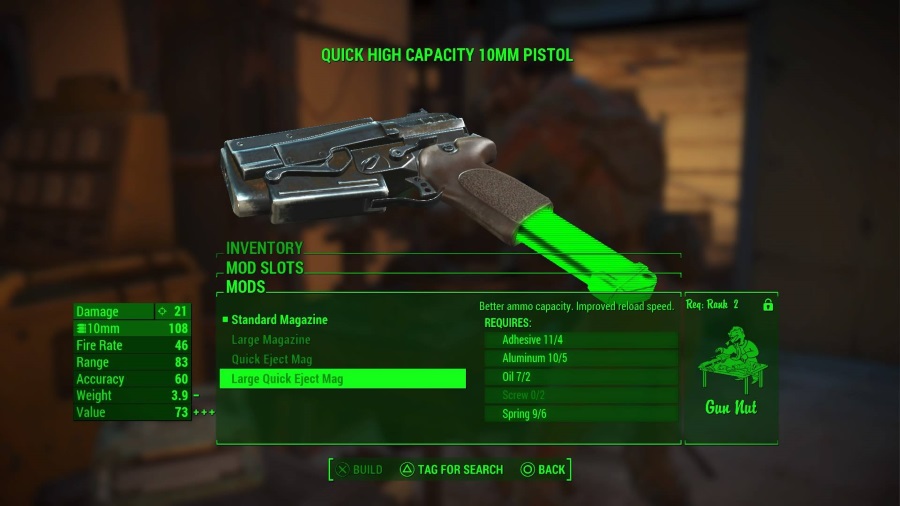 QUICK HIGH CAPACITY 10MM PISTOL
INVENTORY
MOD SLOTS
MODS
Damage 21
10mm 108
Fire Rate 46
Range 83
Accuracy 60
Weight 3.9 -
Value 73 +++
Standard Magazine
Large Magazine
Quick Eject Mag
Large Quick Eject Mag
Better ammo capacity. Improved reload speed.
REQUIRES:
Adhesive 11/4
Aluminum 10/5
Oil 7/2
Screw 0/2
Spring 9/6
Req: Rank 2
Gun Nut
BUILD TAG FOR SEARCH BACK